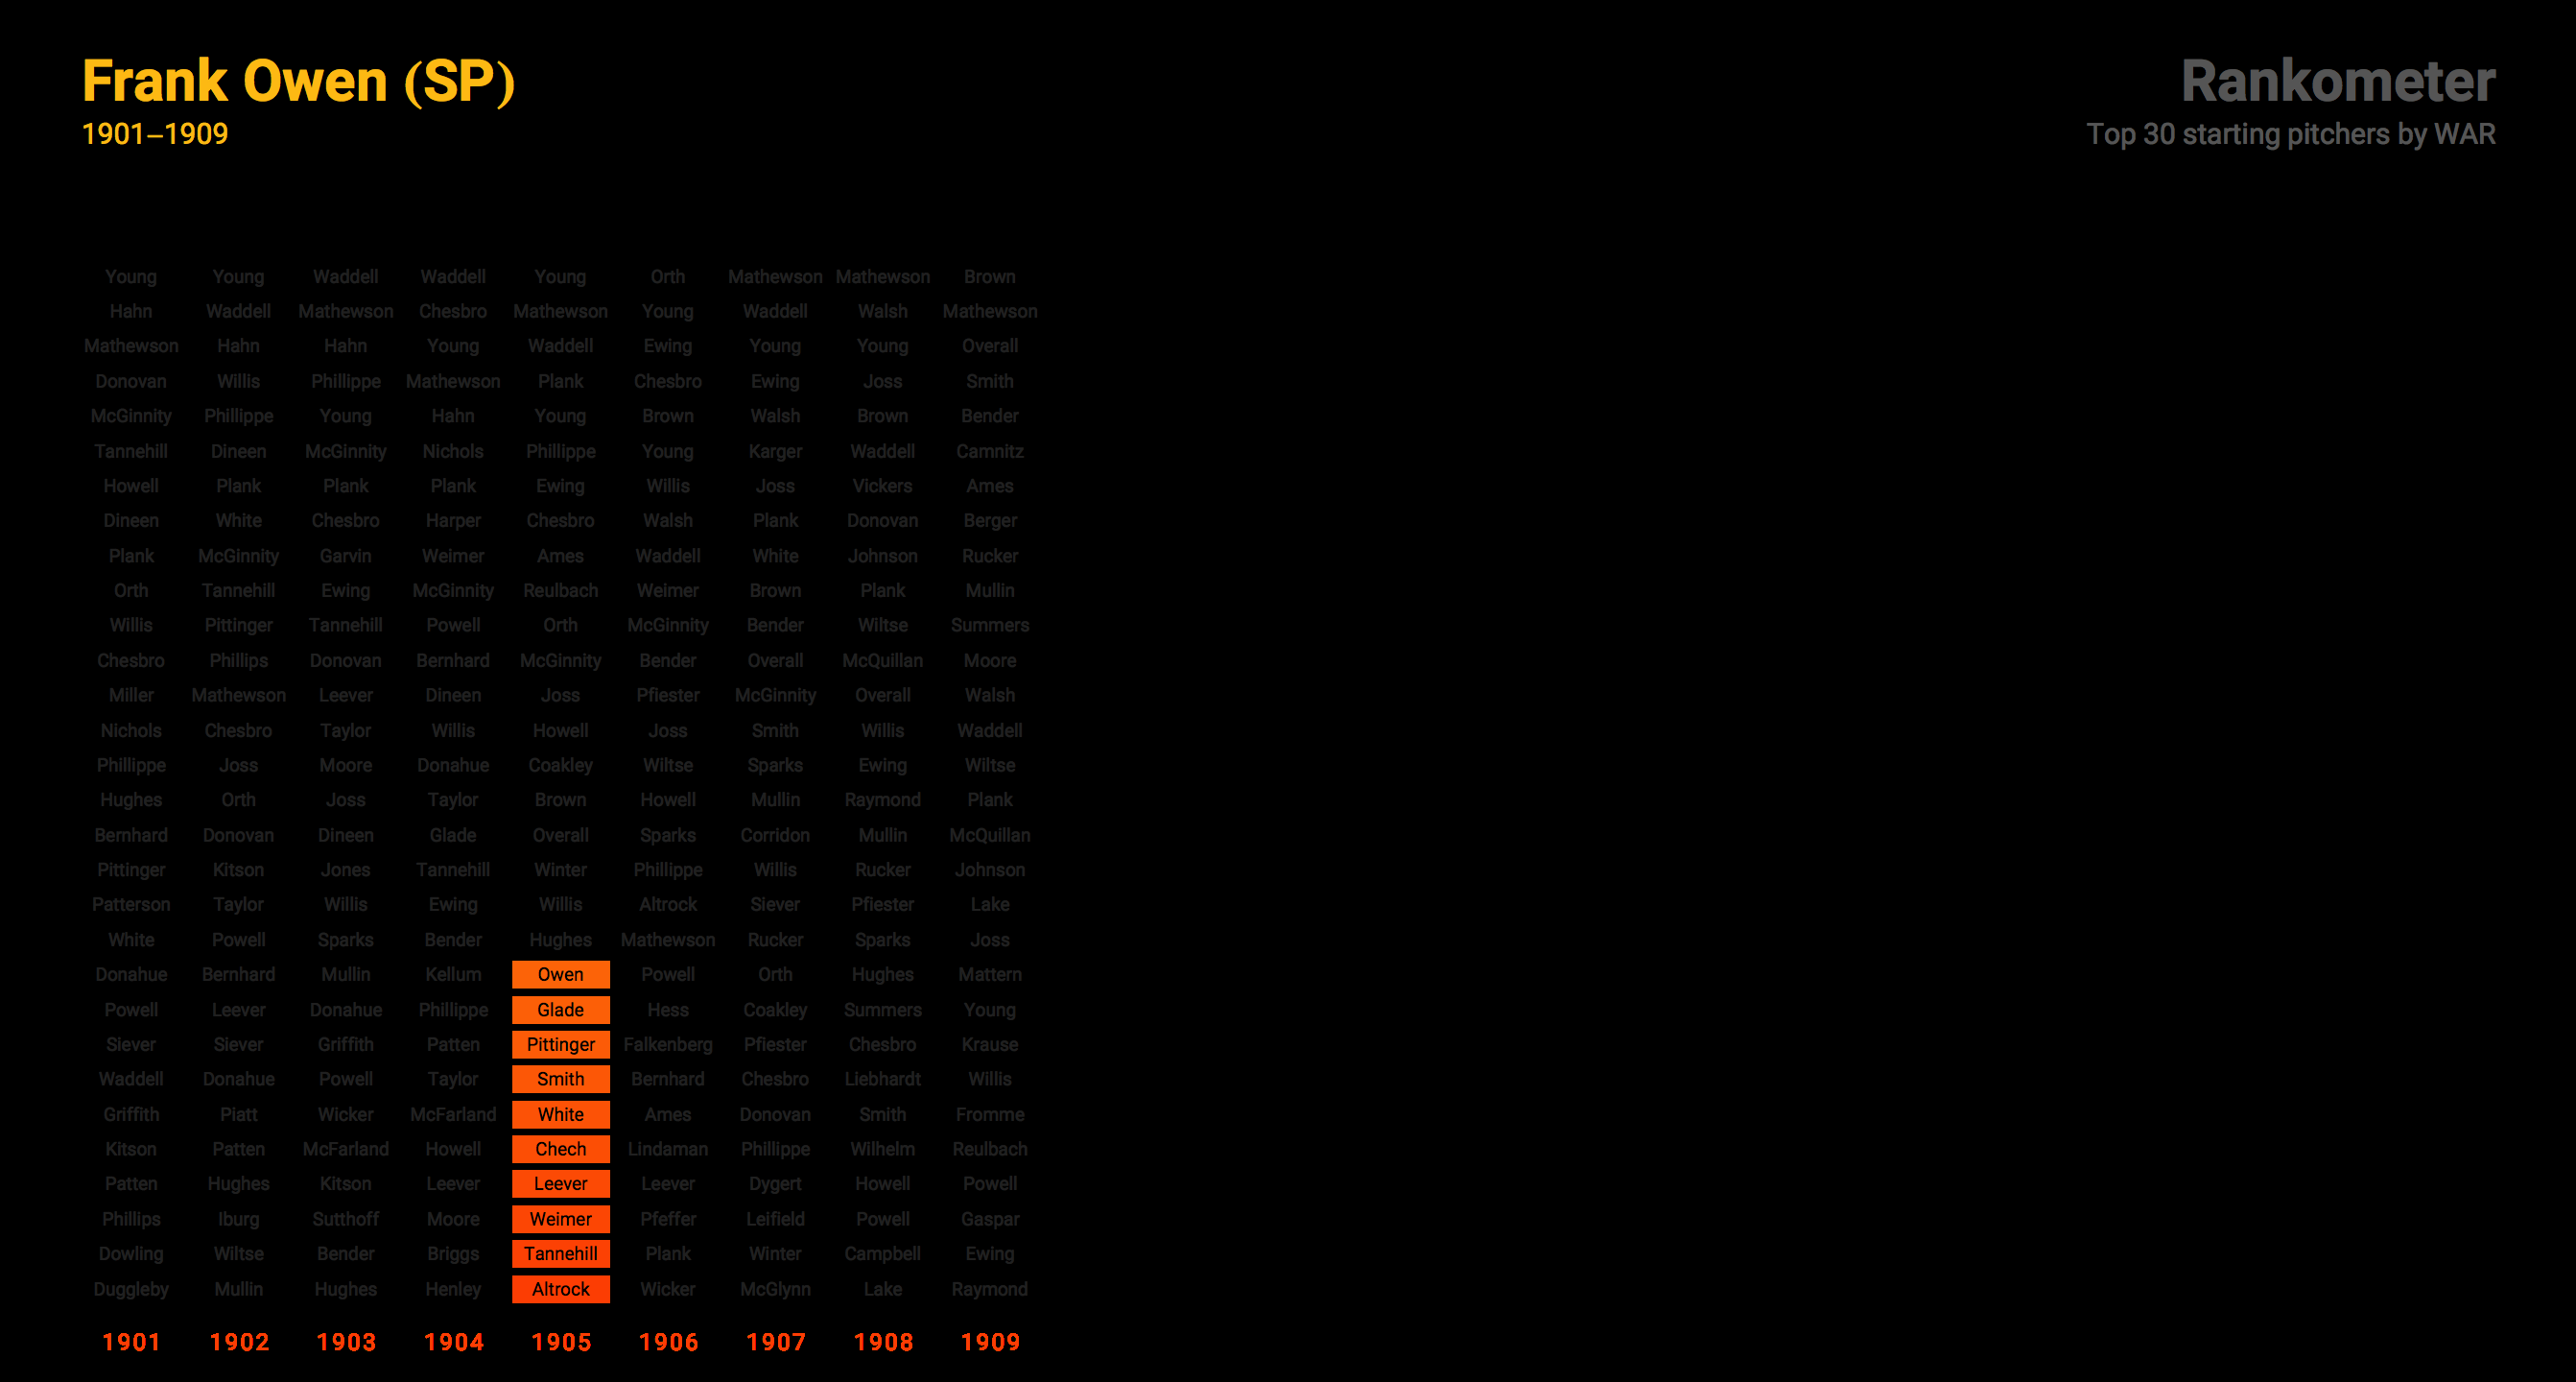 Frank Owen (SP)
1901–1909
Rankometer
Top 30 starting pitchers by WAR
Young Young Waddell Waddell Young Orth Mathewson Mathewson Brown
Hahn Waddell Mathewson Chesbro Mathewson Young Waddell Walsh Mathewson
Mathewson Hahn Hahn Young Waddell Ewing Young Young Overall
Donovan Willis Phillippe Mathewson Plank Chesbro Ewing Joss Smith
McGinnity Phillippe Young Hahn Young Brown Walsh Brown Bender
Tannehill Dineen McGinnity Nichols Phillippe Young Karger Waddell Camnitz
Howell Plank Plank Plank Ewing Willis Joss Vickers Ames
Dineen White Chesbro Harper Chesbro Walsh Plank Donovan Berger
Plank McGinnity Garvin Weimer Ames Waddell White Johnson Rucker
Orth Tannehill Ewing McGinnity Reulbach Weimer Brown Plank Mullin
Willis Pittinger Tannehill Powell Orth McGinnity Bender Wiltse Summers
Chesbro Phillips Donovan Bernhard McGinnity Bender Overall McQuillan Moore
Miller Mathewson Leever Dineen Joss Pfiester McGinnity Overall Walsh
Nichols Chesbro Taylor Willis Howell Joss Smith Willis Waddell
Phillippe Joss Moore Donahue Coakley Wiltse Sparks Ewing Wiltse
Hughes Orth Joss Taylor Brown Howell Mullin Raymond Plank
Bernhard Donovan Dineen Glade Overall Sparks Corridon Mullin McQuillan
Pittinger Kitson Jones Tannehill Winter Phillippe Willis Rucker Johnson
Patterson Taylor Willis Ewing Willis Altrock Siever Pfiester Lake
White Powell Sparks Bender Hughes Mathewson Rucker Sparks Joss
Donahue Bernhard Mullin Kellum Owen Powell Orth Hughes Mattern
Powell Leever Donahue Phillippe Glade Hess Coakley Summers Young
Siever Siever Griffith Patten Pittinger Falkenberg Pfiester Chesbro Krause
Waddell Donahue Powell Taylor Smith Bernhard Chesbro Liebhardt Willis
Griffith Piatt Wicker McFarland White Ames Donovan Smith Fromme
Kitson Patten McFarland Howell Chech Lindaman Phillippe Wilhelm Reulbach
Patten Hughes Kitson Leever Leever Leever Dygert Howell Powell
Phillips Iburg Sutthoff Moore Weimer Pfeffer Leifield Powell Gaspar
Dowling Wiltse Bender Briggs Tannehill Plank Winter Campbell Ewing
Duggleby Mullin Hughes Henley Altrock Wicker McGlynn Lake Raymond
1901 1902 1903 1904 1905 1906 1907 1908 1909